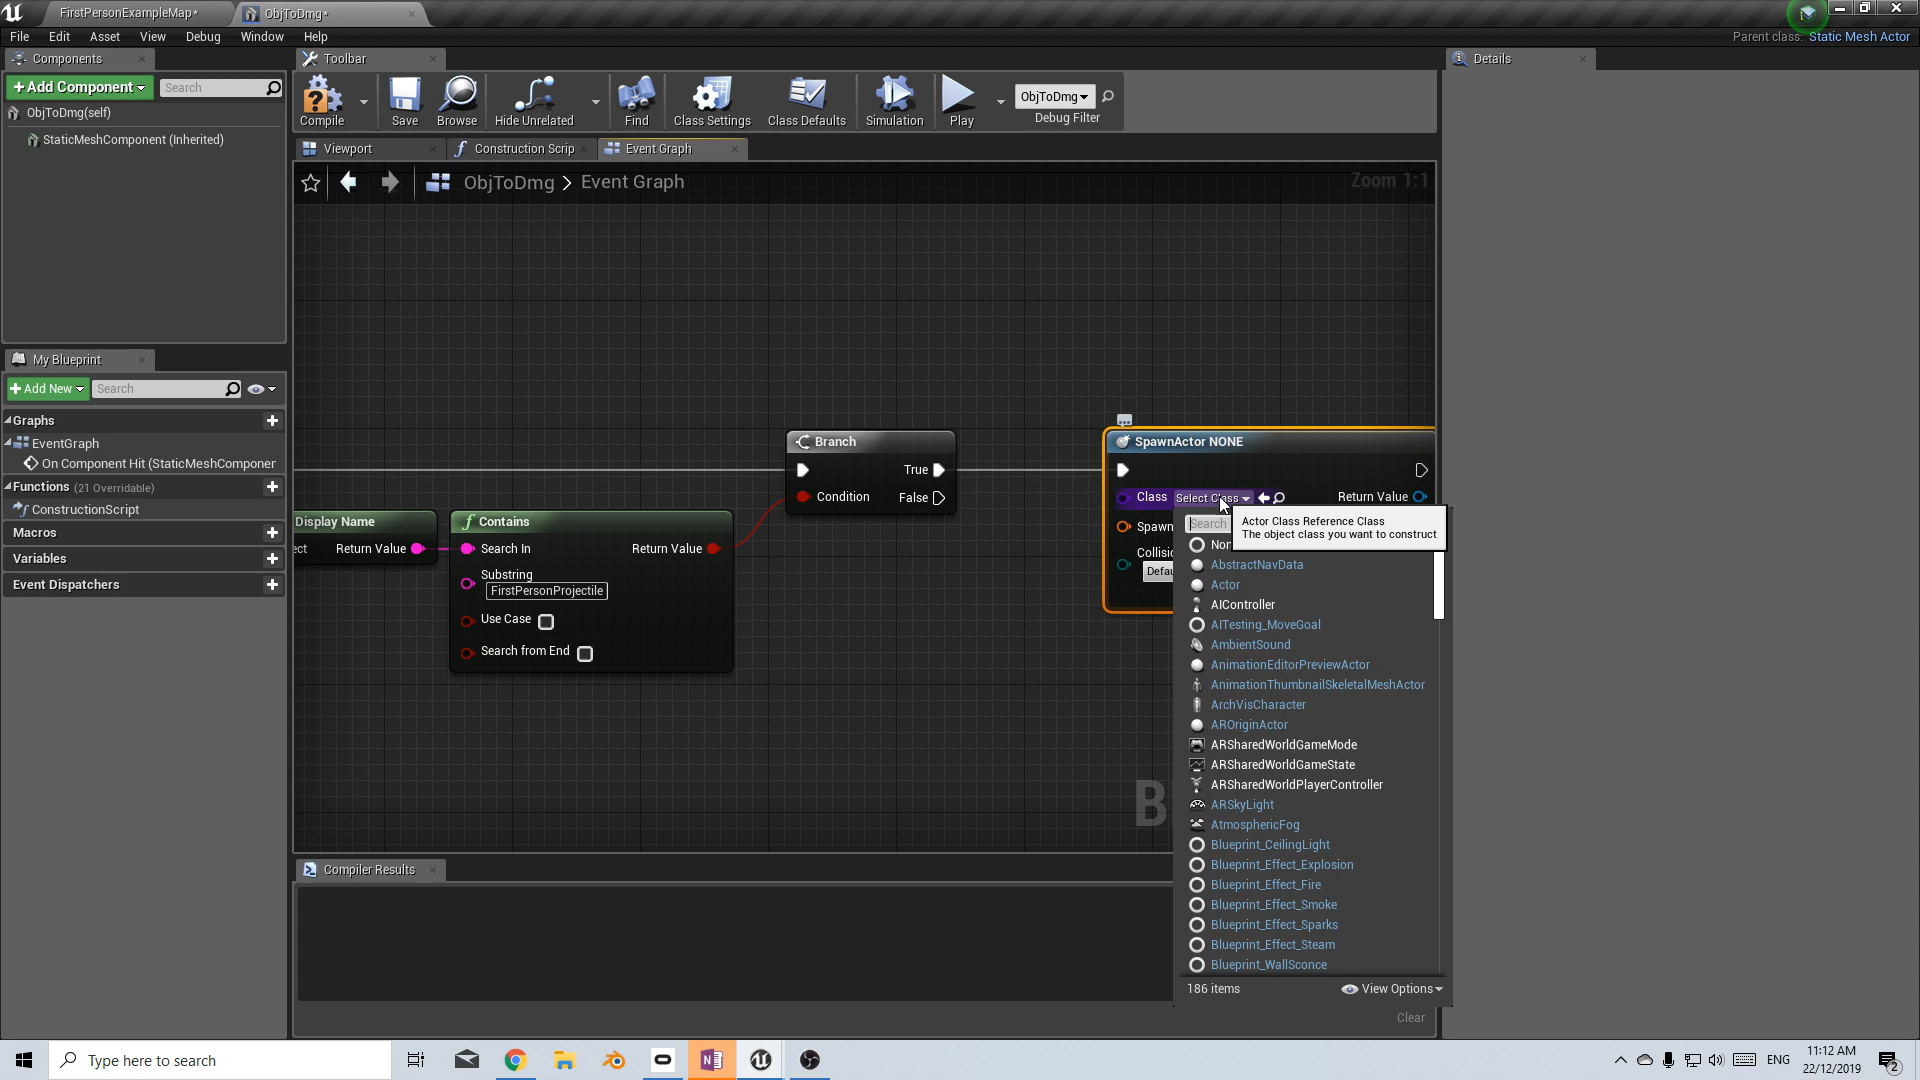 FirstPersonExampleMap*
ObjToDmg*
File Edit Asset View Debug Window Help
Parent class: Static Mesh Actor
Components
Toolbar
Details
+Add Component
Search
ObjToDmg(self)
StaticMeshComponent (Inherited)
Compile
Save
Browse
Hide Unrelated
Find
Class Settings
Class Defaults
Simulation
Play
ObjToDmg
Debug Filter
Viewport
Construction Scrip
Event Graph
ObjToDmg > Event Graph
Zoom 1:1
My Blueprint
+Add New
Search
Graphs
EventGraph
On Component Hit (StaticMeshComponer
Functions (21 Overridable)
ConstructionScript
Macros
Variables
Event Dispatchers
Display Name
ect Return Value
f Contains
Search In Return Value
Substring
FirstPersonProjectile
Use Case
Search from End
Branch
True
Condition False
SpawnActor NONE
Class Select Class Return Value
Spawn
Collisio
Defau
Actor Class Reference Class
The object class you want to construct
Search
Non
AbstractNavData
Actor
AIController
AITesting_MoveGoal
AmbientSound
AnimationEditorPreviewActor
AnimationThumbnailSkeletalMeshActor
ArchVisCharacter
AROriginActor
ARSharedWorldGameMode
ARSharedWorldGameState
ARSharedWorldPlayerController
ARSkyLight
AtmosphericFog
Blueprint_CeilingLight
Blueprint_Effect_Explosion
Blueprint_Effect_Fire
Blueprint_Effect_Smoke
Blueprint_Effect_Sparks
Blueprint_Effect_Steam
Blueprint_WallSconce
186 items
View Options
B
Compiler Results
Clear
Type here to search
ENG
11:12 AM
22/12/2019
2